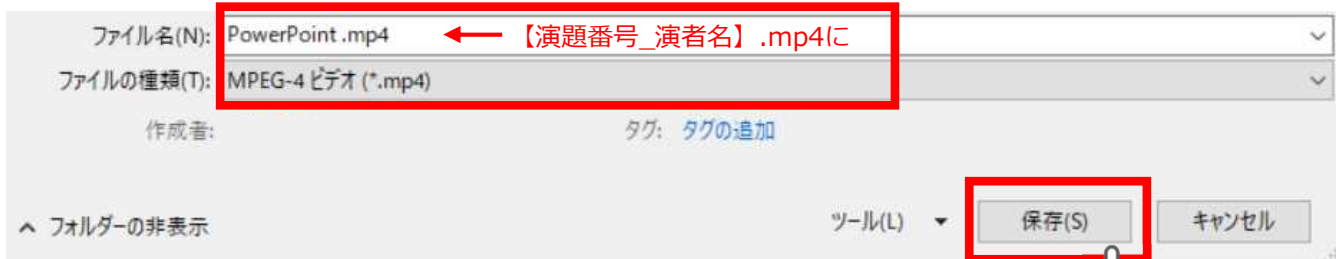 ファイル名(N): PowerPoint .mp4 【演題番号_演者名】.mp4に
ファイルの種類(T): MPEG-4 ビデオ (*.mp4)
作成者: タグ: タグの追加
フォルダーの非表示 ツール(L) 保存(S) キャンセル